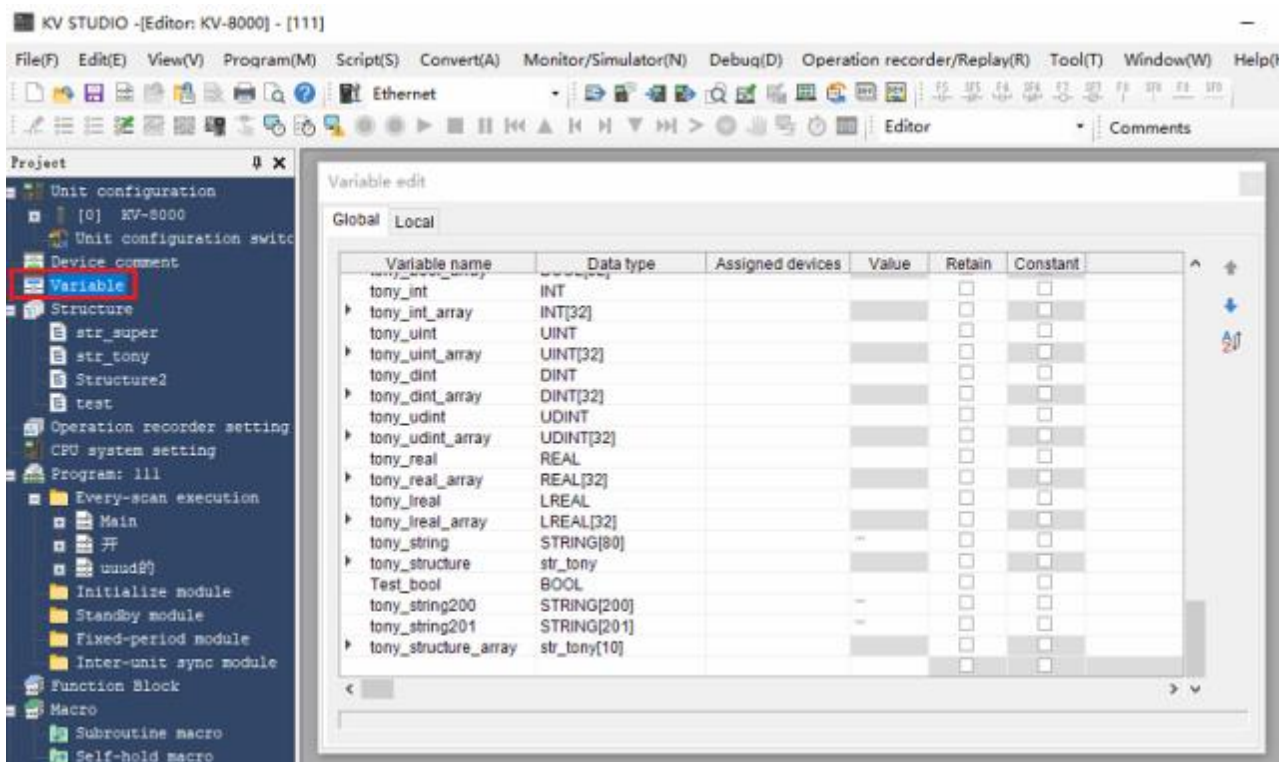 KV STUDIO -[Editor: KV-8000] - [111]
File(F) Edit(E) View(V) Program(M) Script(S) Convert(A) Monitor/Simulator(N) Debug(D) Operation recorder/Replay(R) Tool(T) Window(W) Help(
Ethernet
Editor Comments
Project
Unit configuration
[0] KV-8000
Unit configuration switc
Device comment
Variable
Structure
str_super
str_tony
Structure2
test
Operation recorder setting
CPU system setting
Program: 111
Every-scan execution
Main
开
uuud的
Initialize module
Standby module
Fixed-period module
Inter-unit sync module
Function Block
Macro
Subroutine macro
Self-hold macro
Variable edit
Global Local
Variable name Data type Assigned devices Value Retain Constant
tony_int INT
tony_int_array INT[32]
tony_uint UINT
tony_uint_array UINT[32]
tony_dint DINT
tony_dint_array DINT[32]
tony_udint UDINT
tony_udint_array UDINT[32]
tony_real REAL
tony_real_array REAL[32]
tony_lreal LREAL
tony_lreal_array LREAL[32]
tony_string STRING[80]
tony_structure str_tony
Test_bool BOOL
tony_string200 STRING[200]
tony_string201 STRING[201]
tony_structure_array str_tony[10]